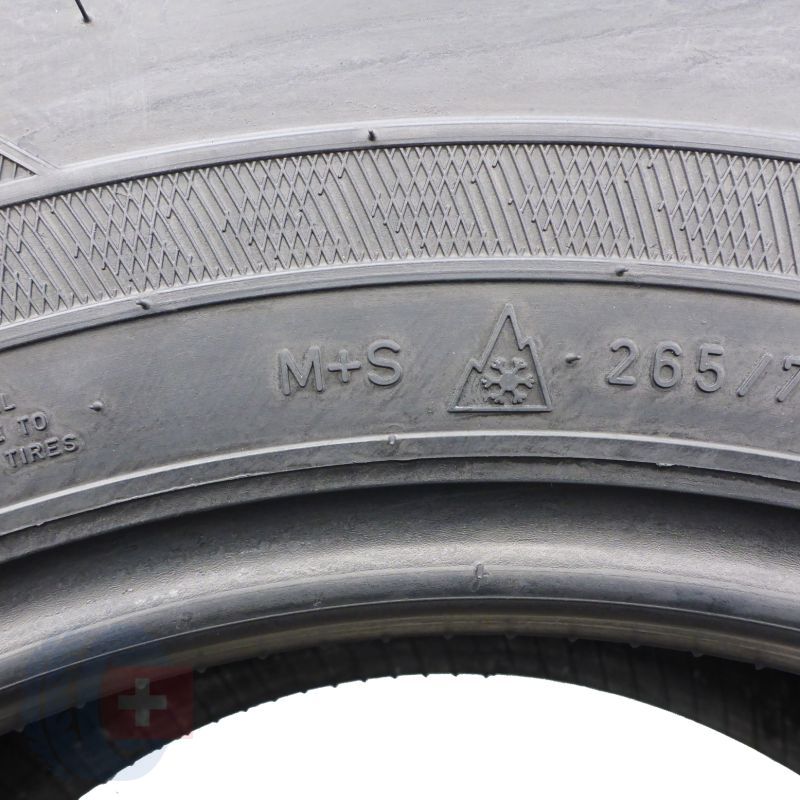 M+S 265/7
L
E TO
TIRES